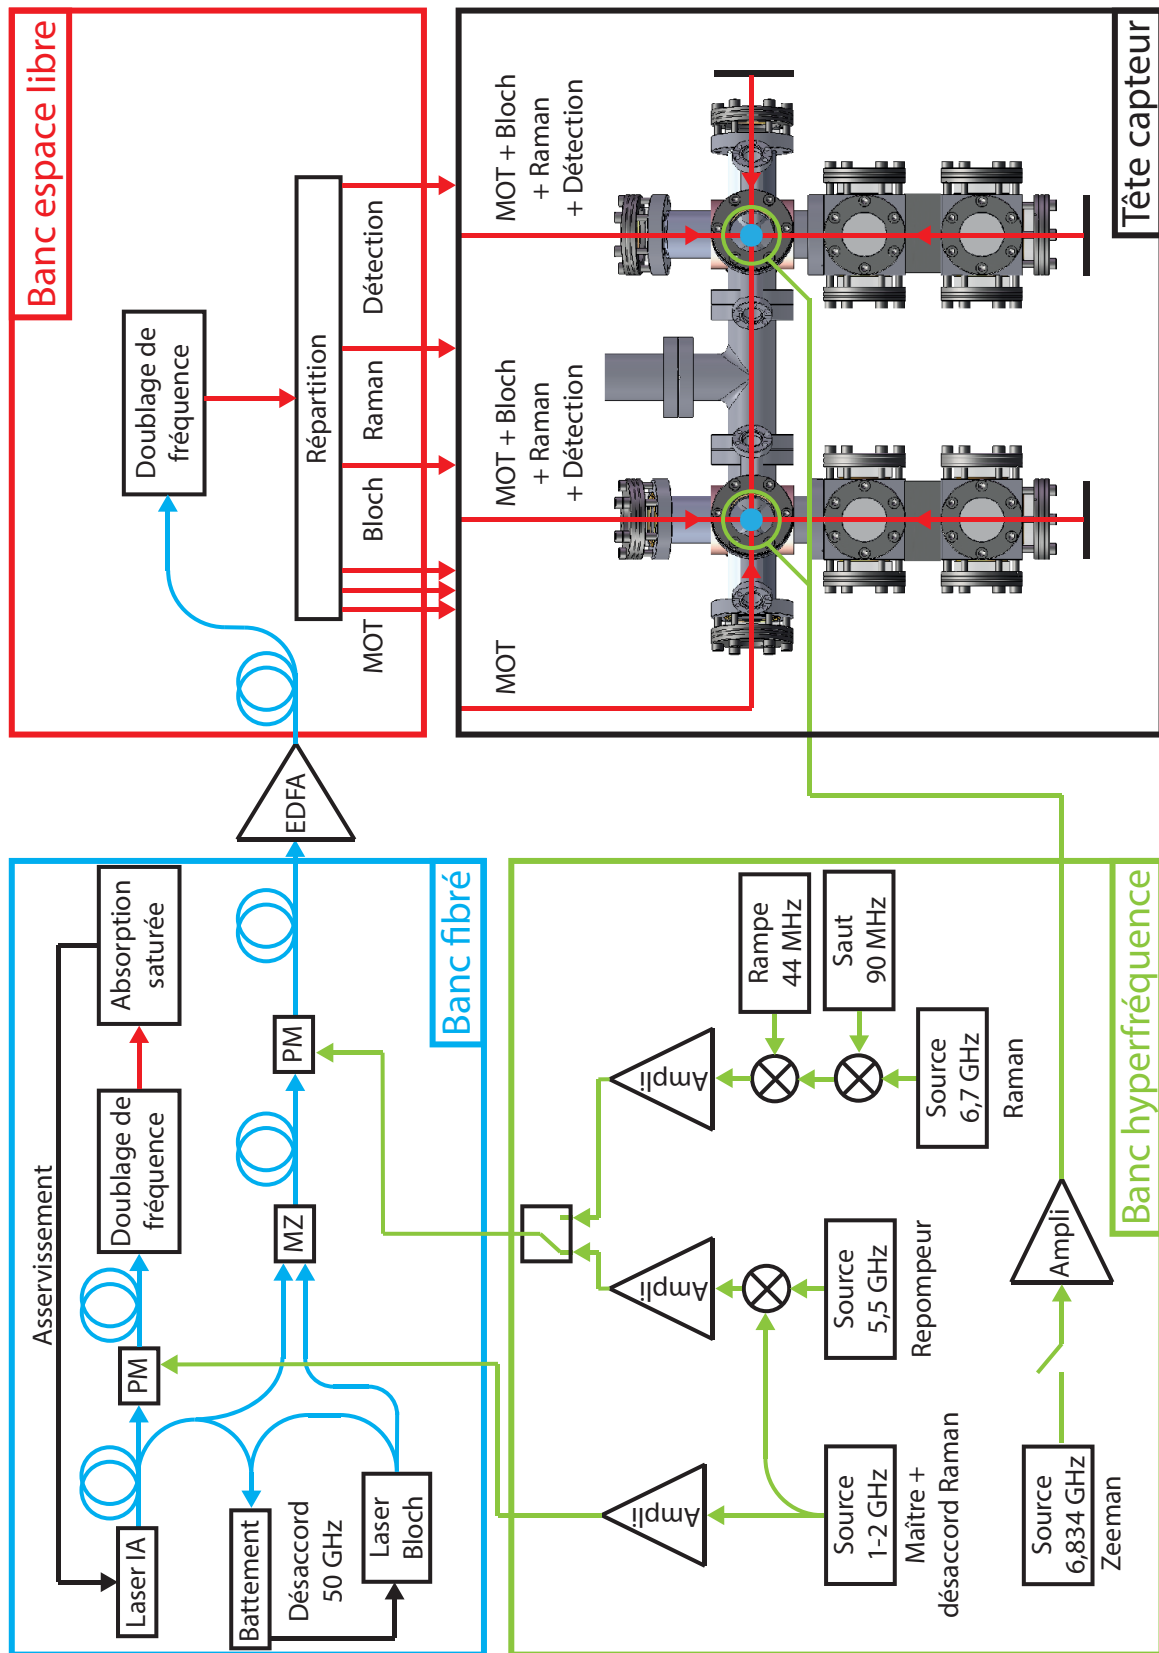 Banc fibré
Asservissement
Laser IA
PM
Doublage de
fréquence
Absorption
saturée
Battement
Désaccord
50 GHz
Laser
Bloch
MZ
PM
EDFA
Banc espace libre
Doublage de
fréquence
Répartition
MOT
Bloch
Raman
Détection
Banc hyperfréquence
Source
1-2 GHz
Maître +
désaccord Raman
Ampli
Source
5,5 GHz
Repompeur
Ampli
Source
6,7 GHz
Raman
Saut
90 MHz
Rampe
44 MHz
Ampli
Source
6,834 GHz
Zeeman
Ampli
Tête capteur
MOT
MOT + Bloch
+ Raman
+ Détection
MOT + Bloch
+ Raman
+ Détection